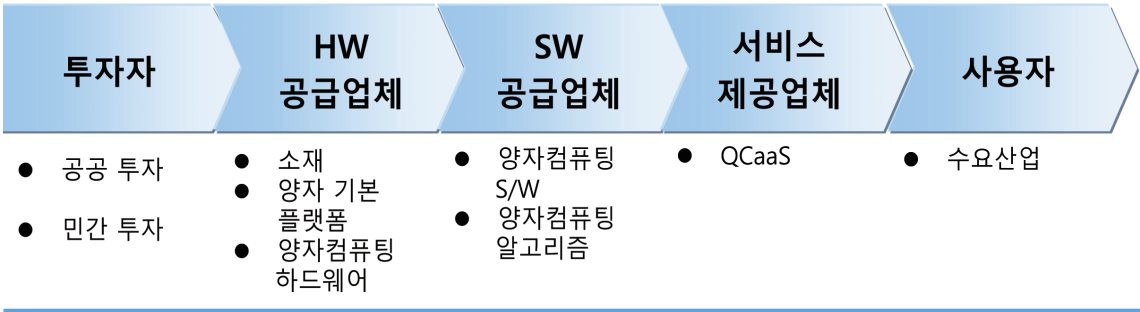 투자자
HW
공급업체
SW
공급업체
서비스
제공업체
사용자
● 공공 투자
● 민간 투자
● 소재
● 양자 기본
플랫폼
● 양자컴퓨팅
하드웨어
● 양자컴퓨팅
S/W
● 양자컴퓨팅
알고리즘
● QCaaS
● 수요산업